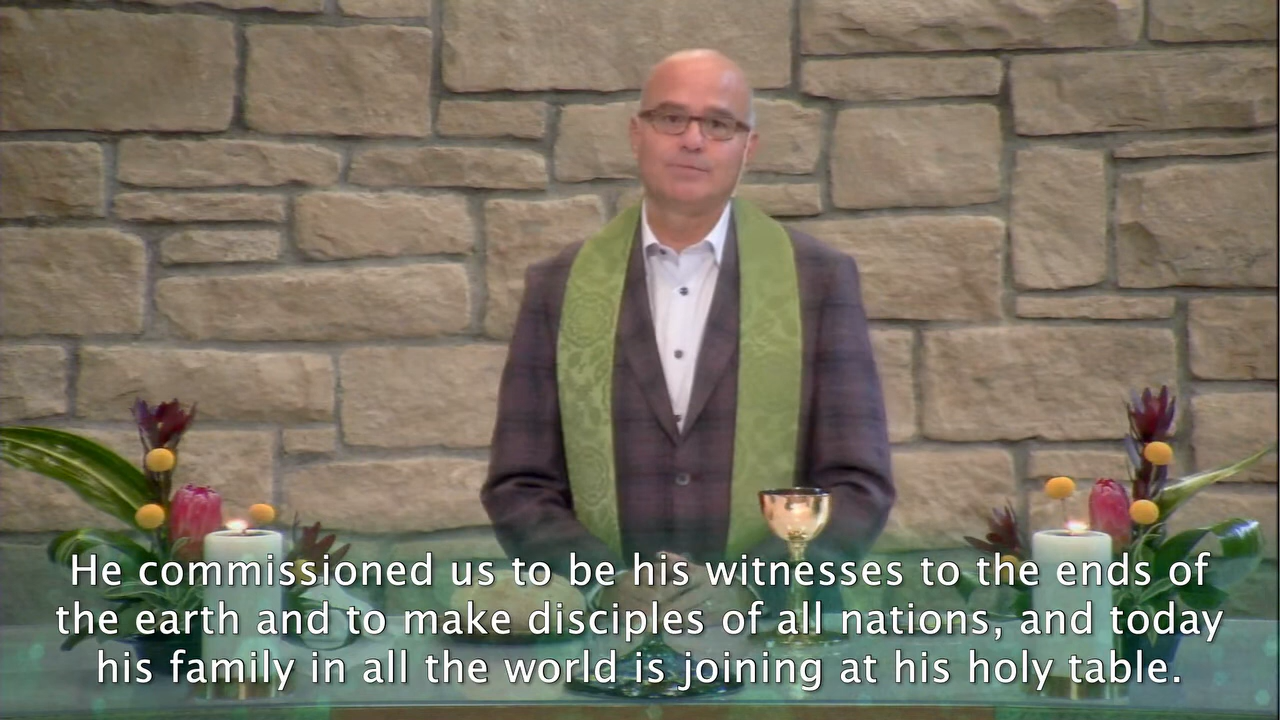 He commissioned us to be his witnesses to the ends of
the earth and to make disciples of all nations, and today
his family in all the world is joining at his holy table.